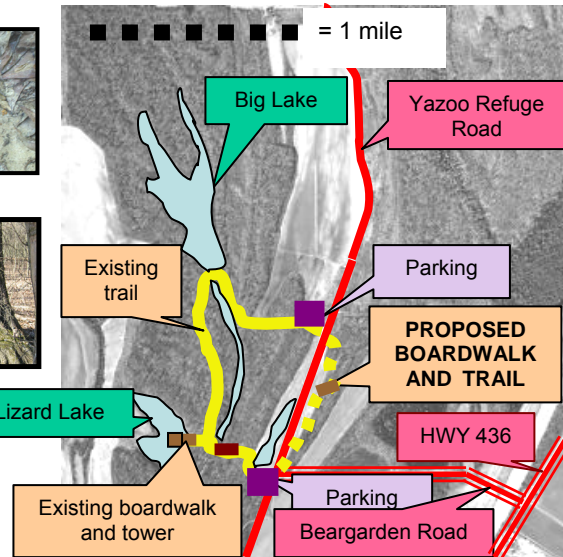 = 1 mile
Big Lake
Yazoo Refuge
Road
Existing
trail
Parking
PROPOSED
BOARDWALK
AND TRAIL
Lizard Lake
HWY 436
Existing boardwalk
and tower
Parking
Beargarden Road